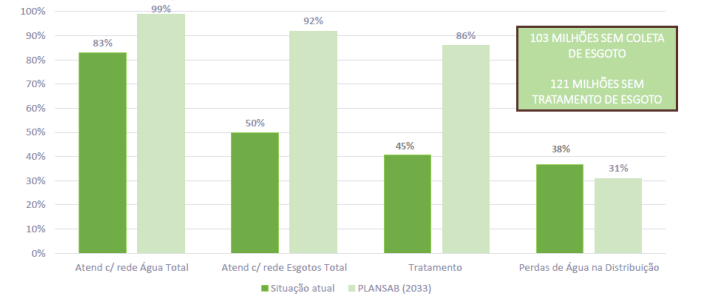 100%
90%
80%
70%
60%
50%
40%
30%
20%
10%
0%
83%
99%
50%
92%
45%
86%
38%
31%
103 MILHÕES SEM COLETA
DE ESGOTO
121 MILHÕES SEM
TRATAMENTO DE ESGOTO
Atend c/ rede Água Total
Atend c/ rede Esgotos Total
Tratamento
Perdas de Água na Distribuição
Situação atual
PLANSAB (2033)